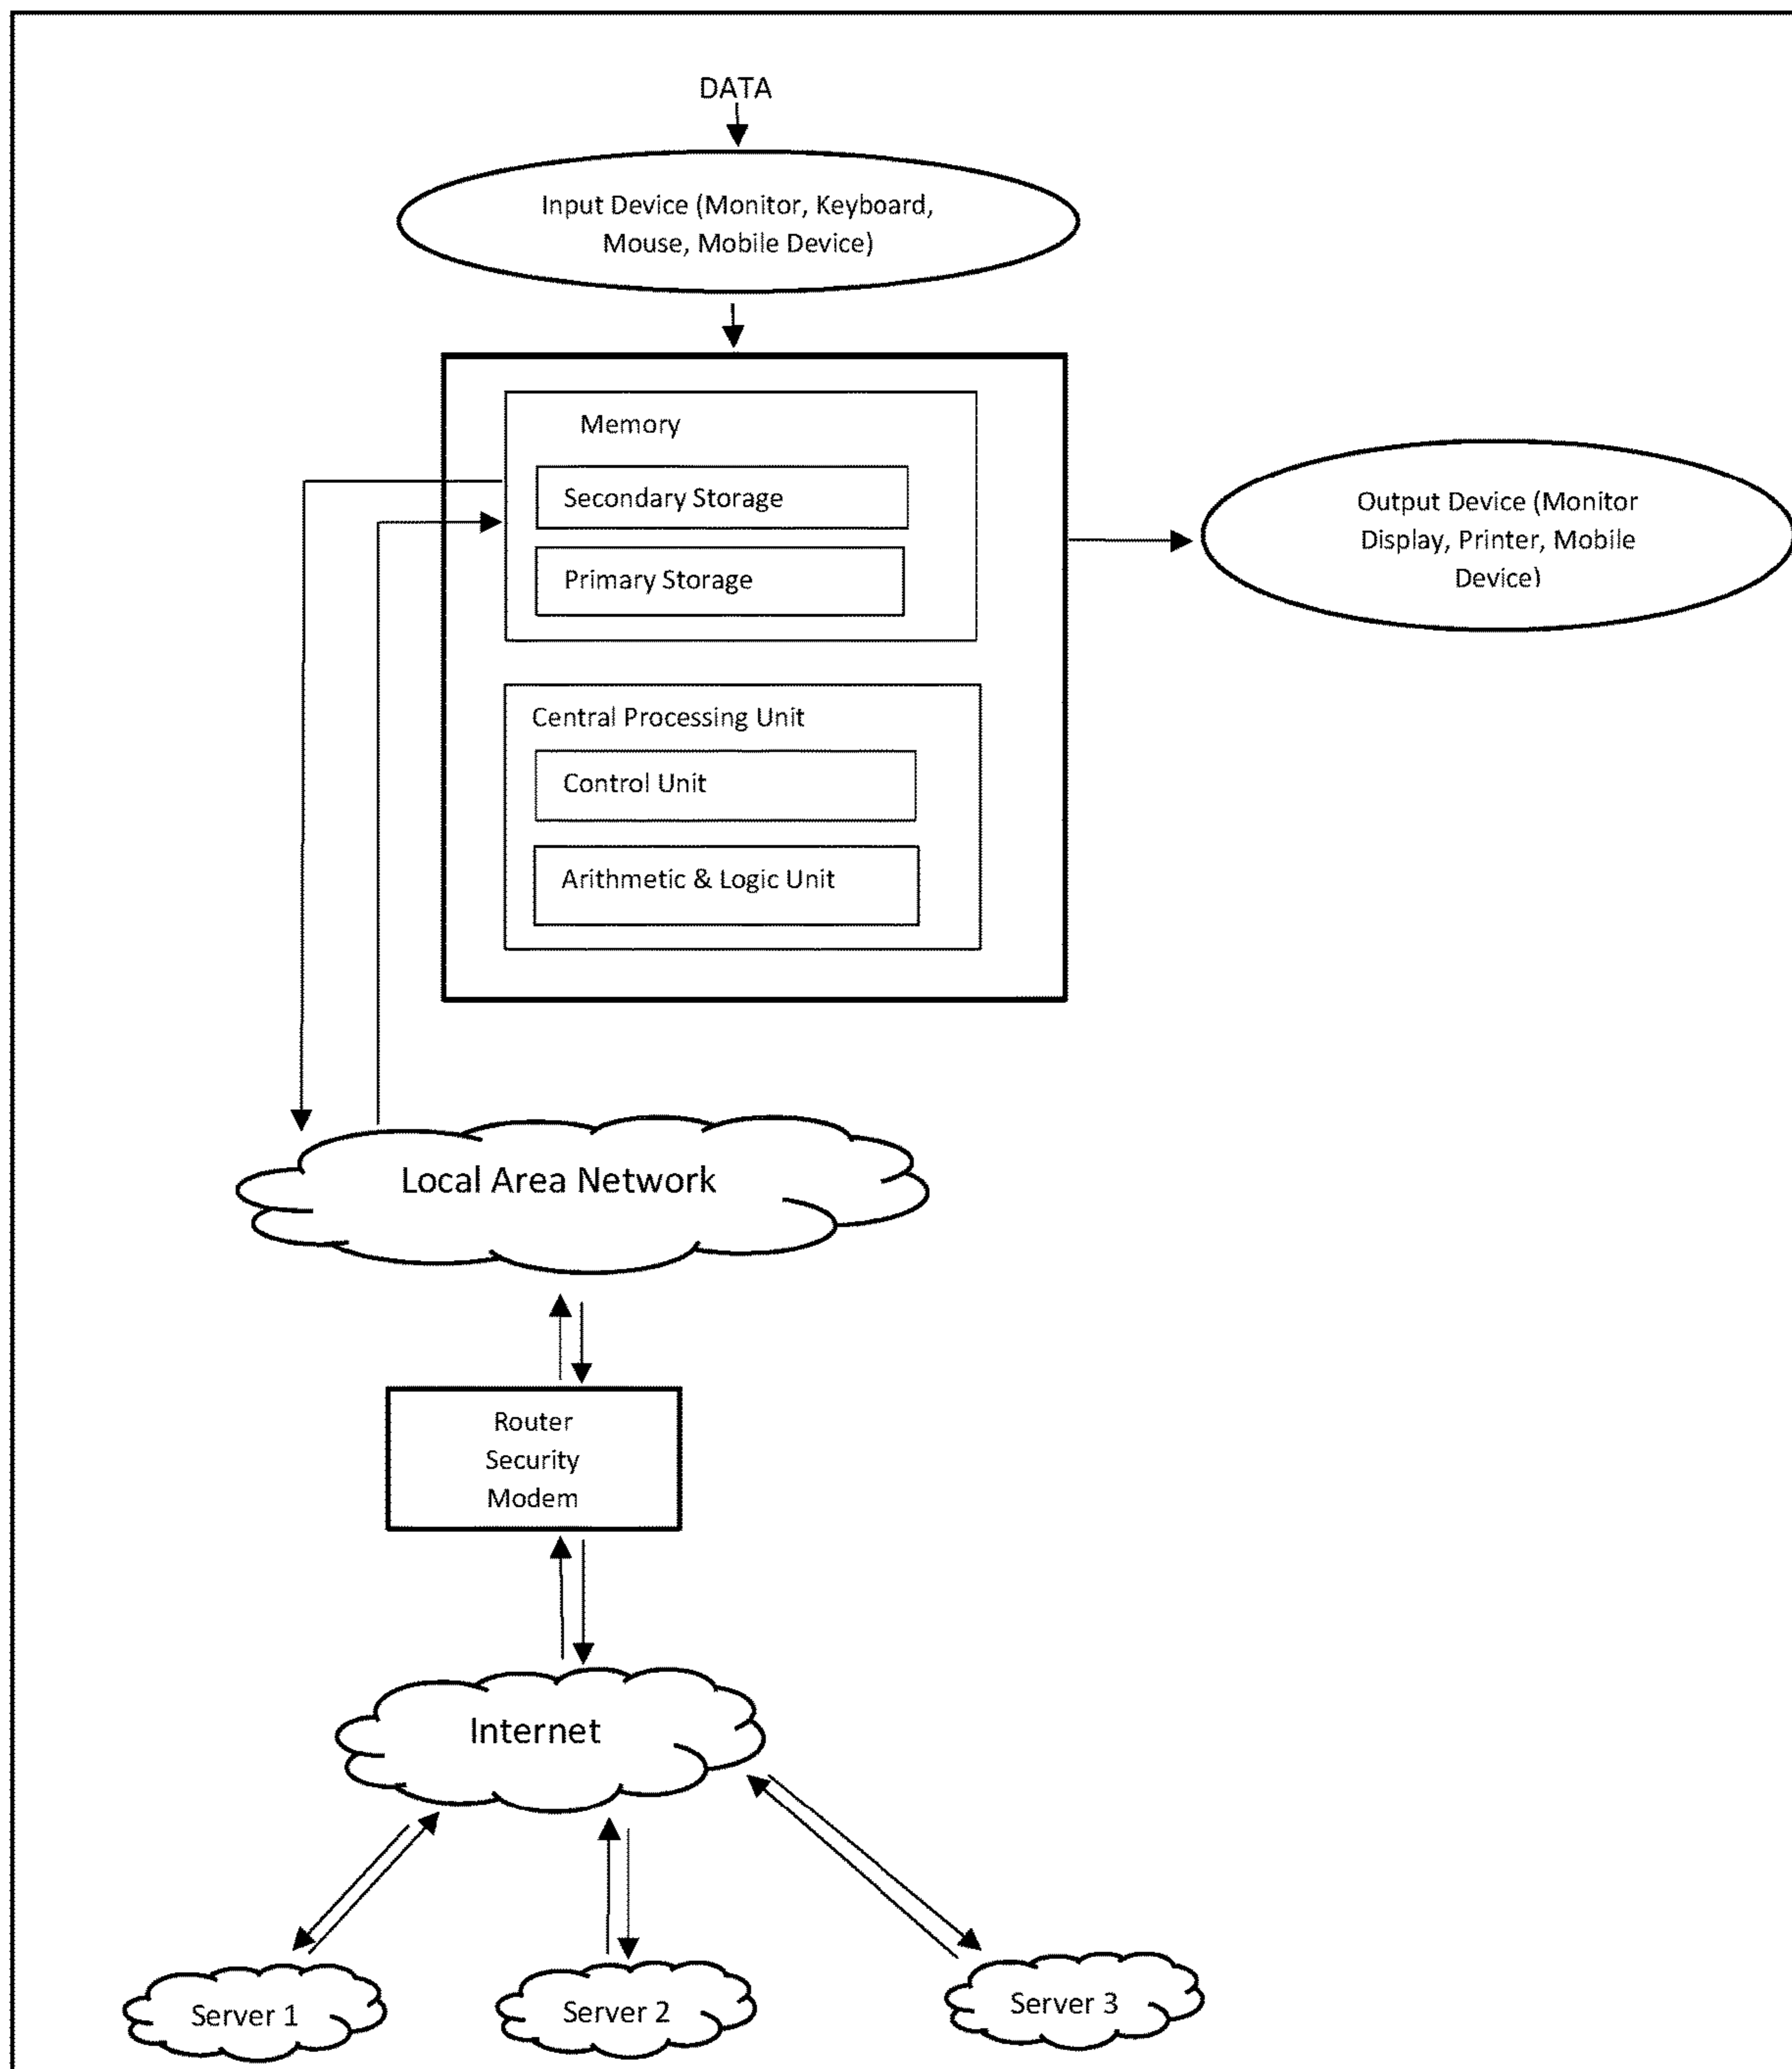 DATA
Input Device (Monitor, Keyboard,
Mouse, Mobile Device)
Memory
Secondary Storage
Primary Storage
Output Device (Monitor
Display, Printer, Mobile
Device)
Central Processing Unit
Control Unit
Arithmetic & Logic Unit
Local Area Network
Router
Security
Modem
Internet
Server 1
Server 2
Server 3